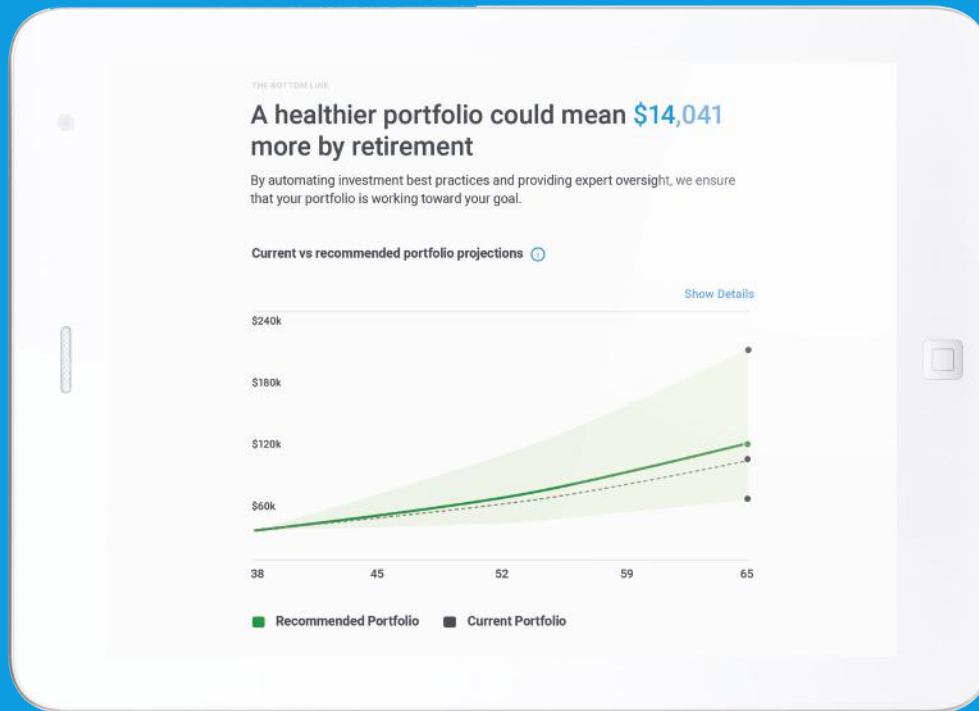 THE BOTTOM LINE
A healthier portfolio could mean $14,041
more by retirement
By automating investment best practices and providing expert oversight, we ensure
that your portfolio is working toward your goal.
Current vs recommended portfolio projections
Show Details
$240k
$180k
$120k
$60k
38 45 52 59 65
Recommended Portfolio Current Portfolio